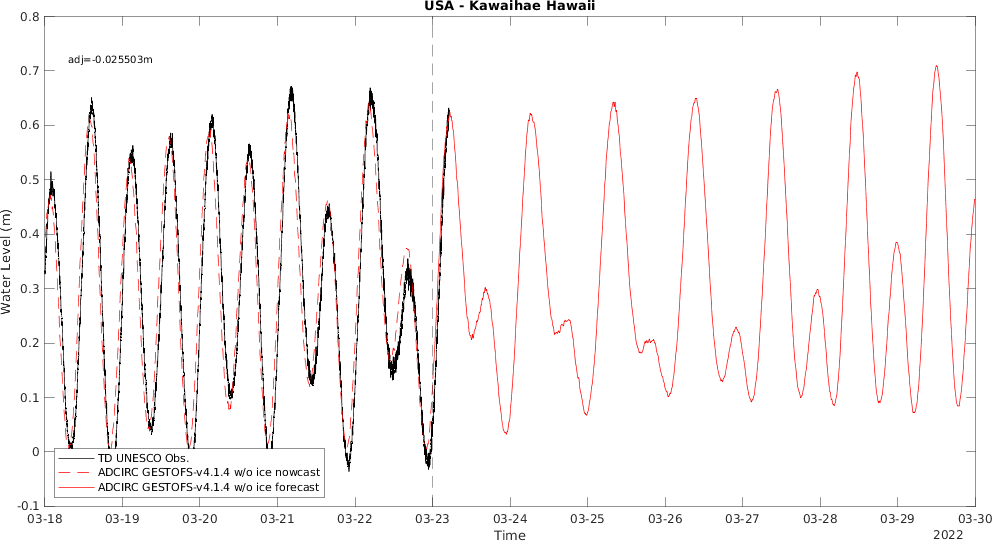 USA - Kawaihae Hawaii
adj=-0.025503m
Water Level (m)
0.8
0.7
0.6
0.5
0.4
0.3
0.2
0.1
0
-0.1
TD UNESCO Obs.
ADCIRC GESTOFS-v4.1.4 w/o ice nowcast
ADCIRC GESTOFS-v4.1.4 w/o ice forecast
03-18 03-19 03-20 03-21 03-22 03-23 03-24 03-25 03-26 03-27 03-28 03-29 03-30
Time
2022